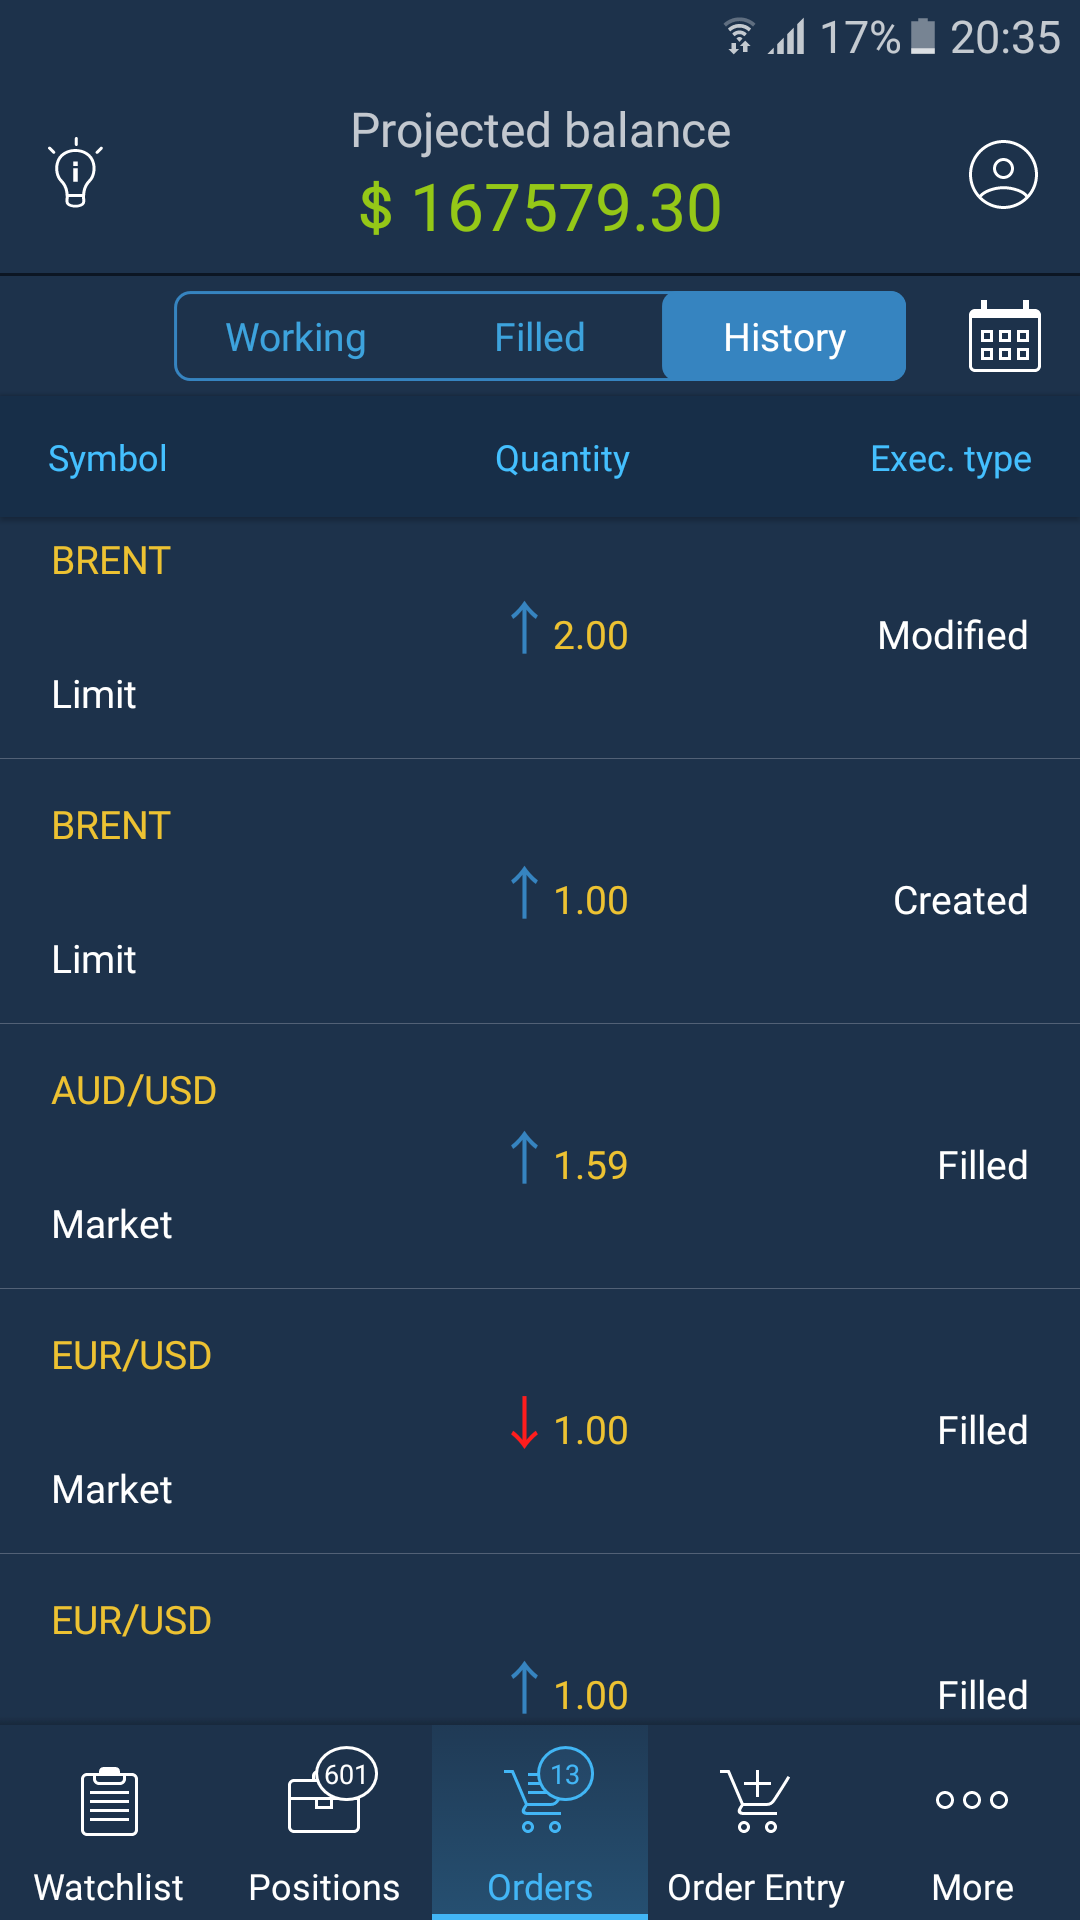 17% 20:35
Projected balance
$ 167579.30
Working Filled History
Symbol Quantity Exec. type
BRENT
2.00 Modified
Limit
BRENT
1.00 Created
Limit
AUD/USD
1.59 Filled
Market
EUR/USD
1.00 Filled
Market
EUR/USD
1.00 Filled
601 13
Watchlist Positions Orders Order Entry More